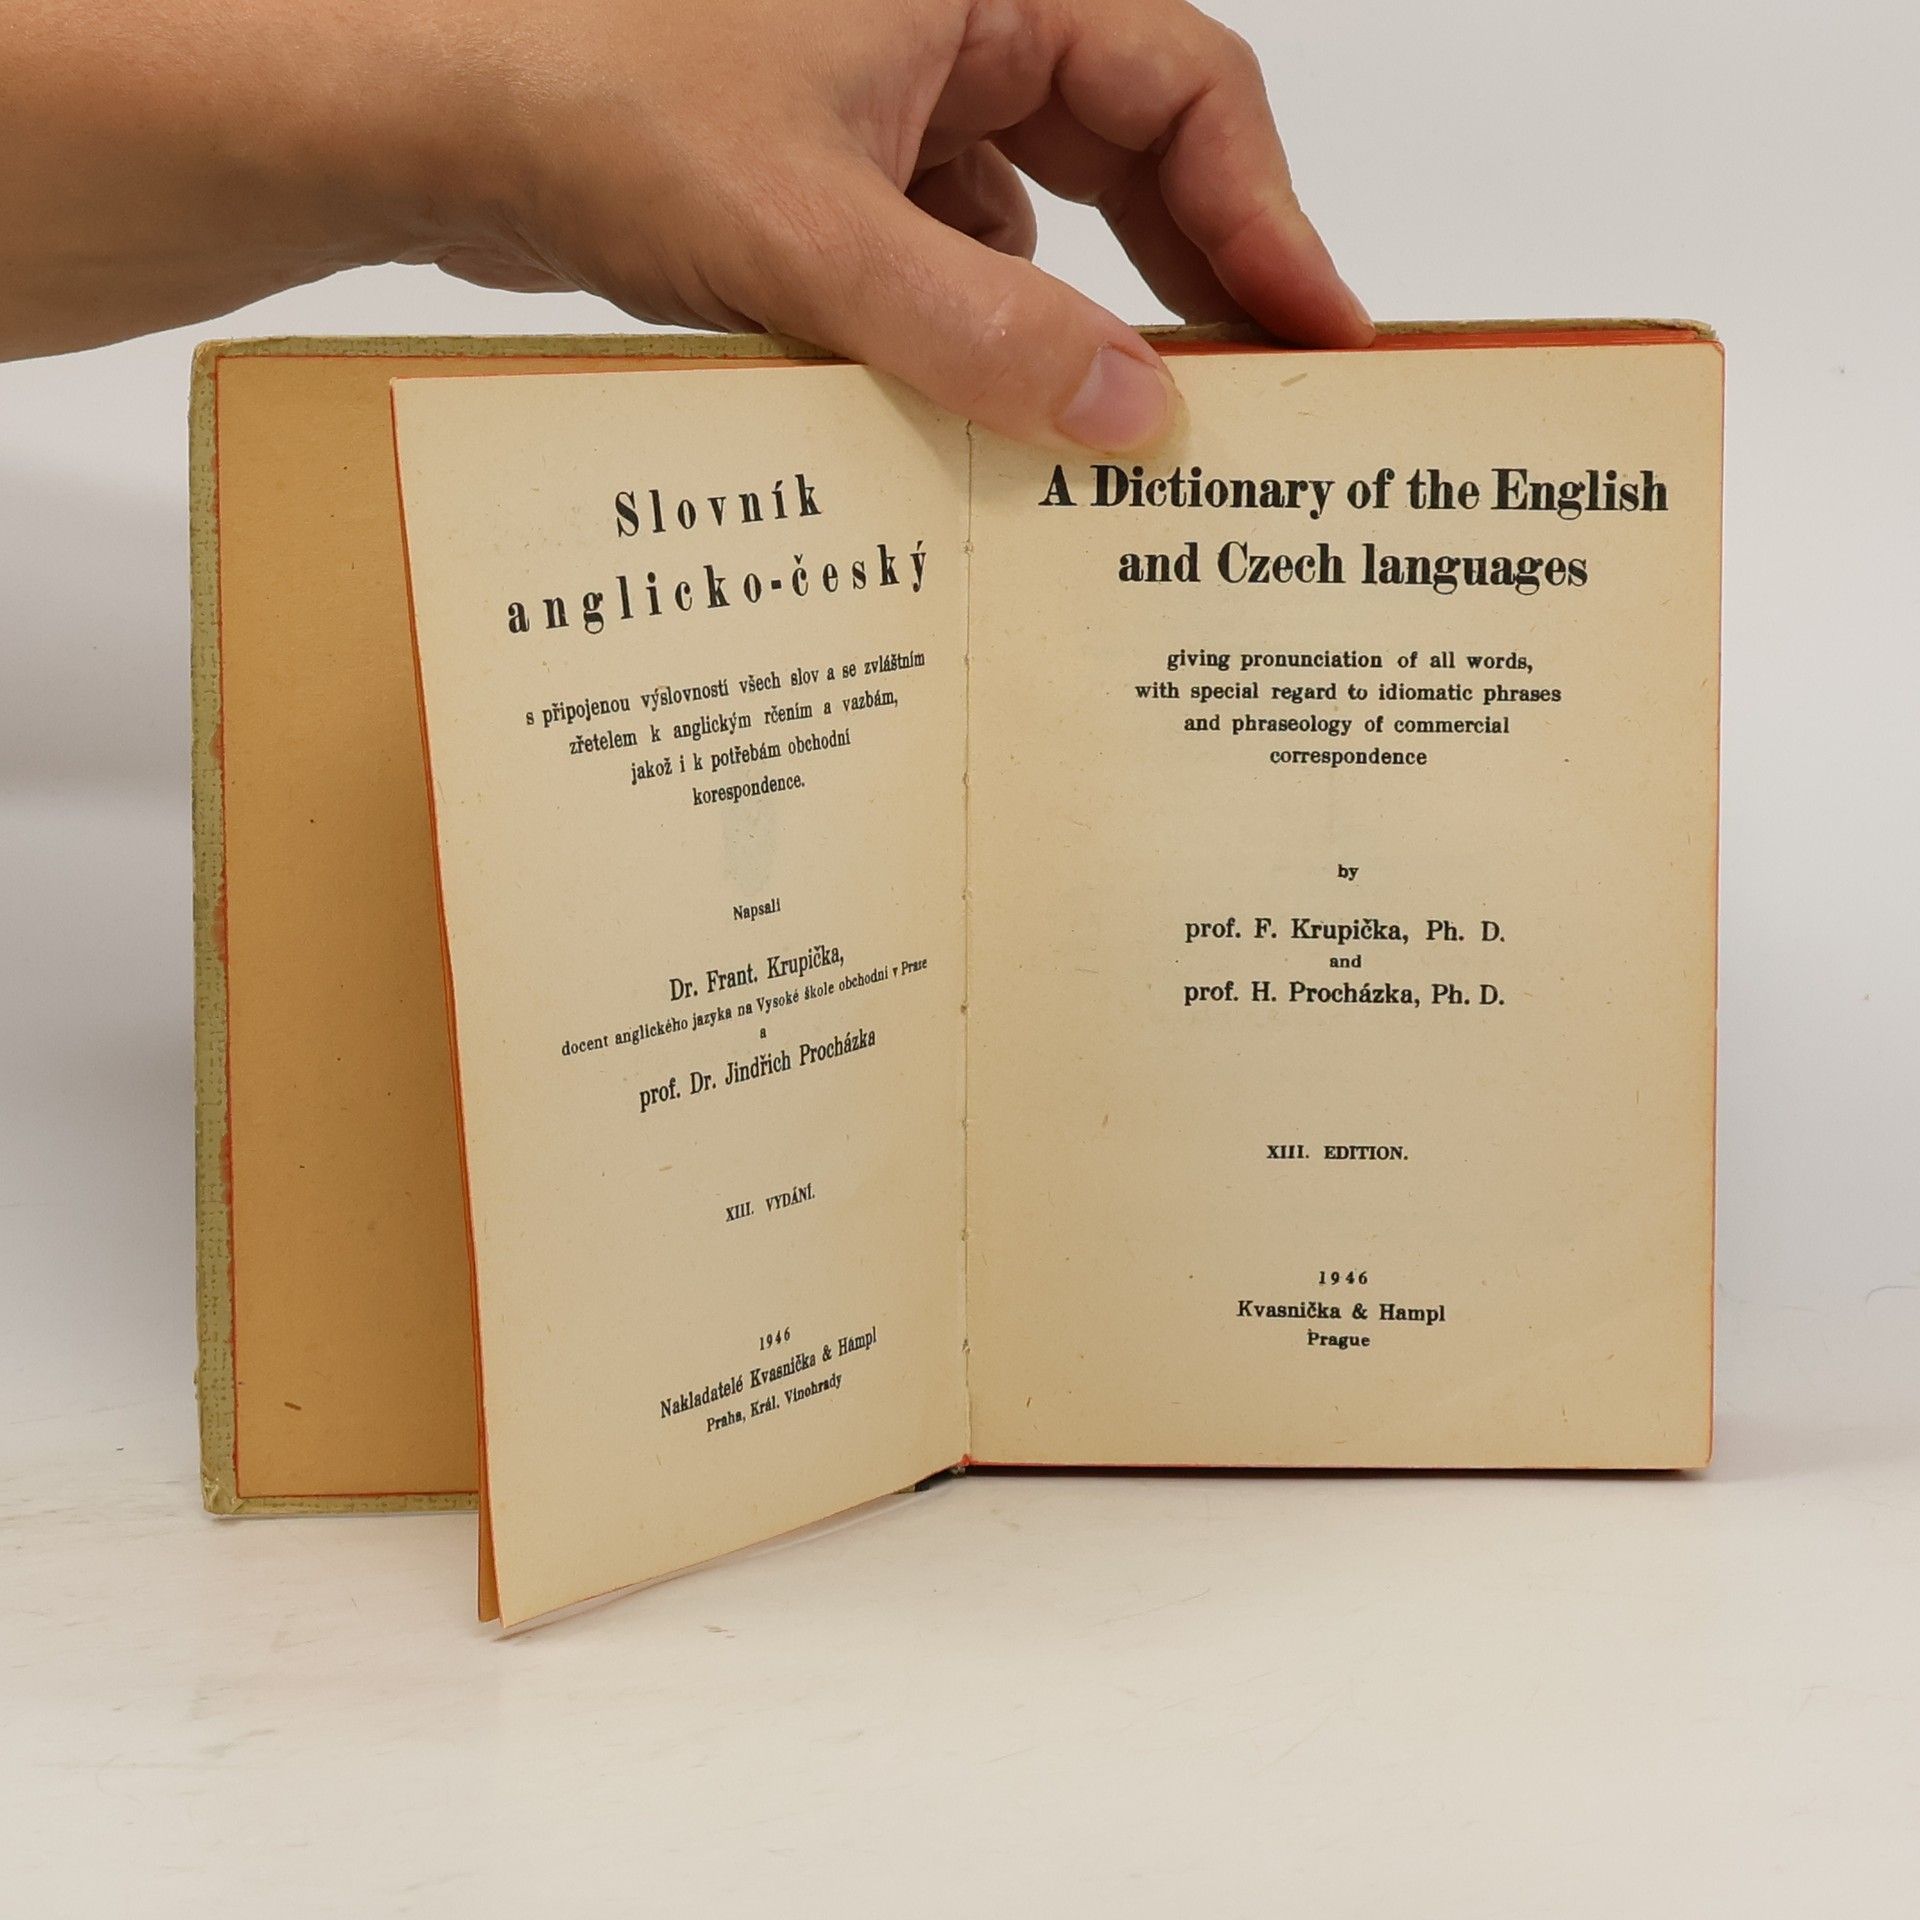 Slovník
anglicko-český
s připojenou výslovností všech slov a se zvláštním
zřetelem k anglickým rčením a vazbám,
jakož i k potřebám obchodní
korespondence.
Napsali
Dr. Frant. Krupička,
docent anglického jazyka na Vysoké škole obchodní v Praze
a
prof. Dr. Jindřich Procházka
XIII. VYDÁNÍ.
1946
Nakladatelé Kvasnička & Hampl
Praha, Král. Vinohrady
A Dictionary of the English
and Czech languages
giving pronunciation of all words,
with special regard to idiomatic phrases
and phraseology of commercial
correspondence
by
prof. F. Krupička, Ph. D.
and
prof. H. Procházka, Ph. D.
XIII. EDITION.
1946
Kvasnička & Hampl
Prague